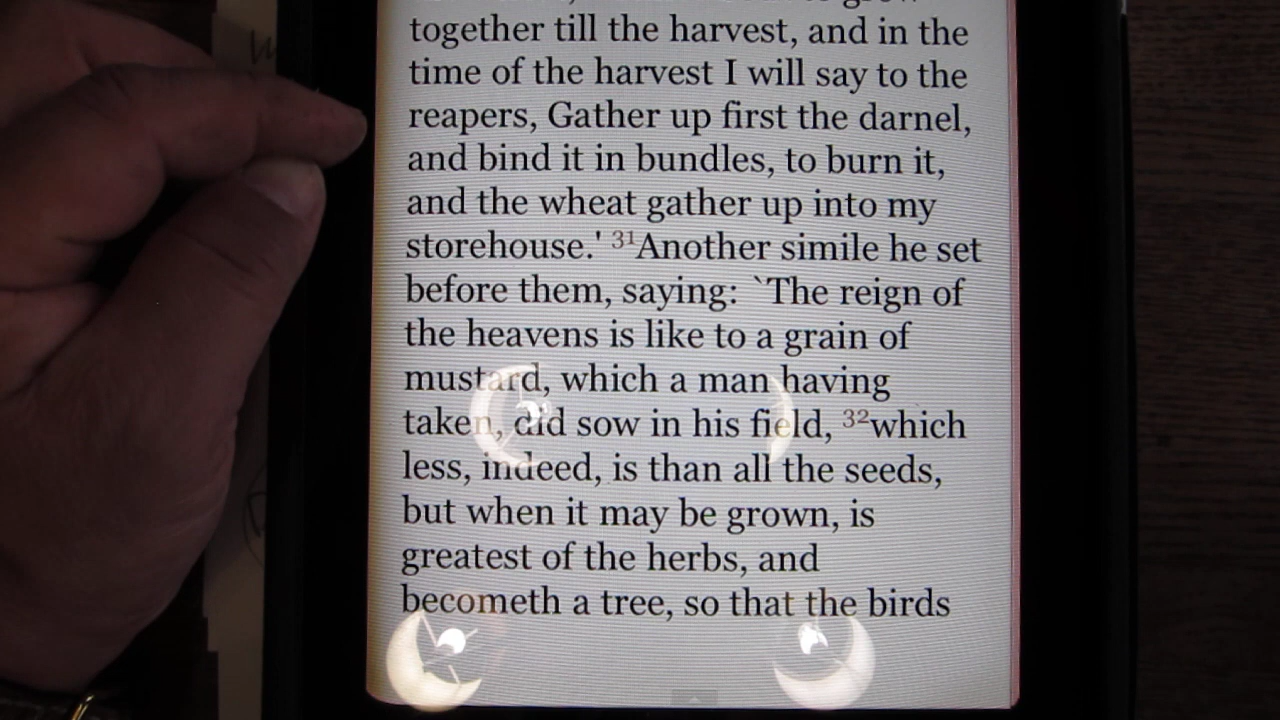 together till the harvest, and in the
time of the harvest I will say to the
reapers, Gather up first the darnel,
and bind it in bundles, to burn it,
and the wheat gather up into my
storehouse.' 31Another simile he set
before them, saying: `The reign of
the heavens is like to a grain of
mustard, which a man having
taken, did sow in his field, 32which
less, indeed, is than all the seeds,
but when it may be grown, is
greatest of the herbs, and
becometh a tree, so that the birds